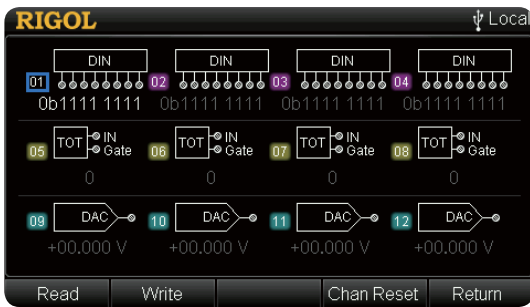 RIGOL Local
DIN DIN DIN DIN
01 02 03 04
0b1111 1111 0b1111 1111 0b1111 1111 0b1111 1111
IN IN IN IN
05 TOT 06 TOT 07 TOT 08 TOT
Gate Gate Gate Gate
0 0 0 0
09 DAC 10 DAC 11 DAC 12 DAC
+00.000 V +00.000 V +00.000 V +00.000 V
Read Write Chan Reset Return